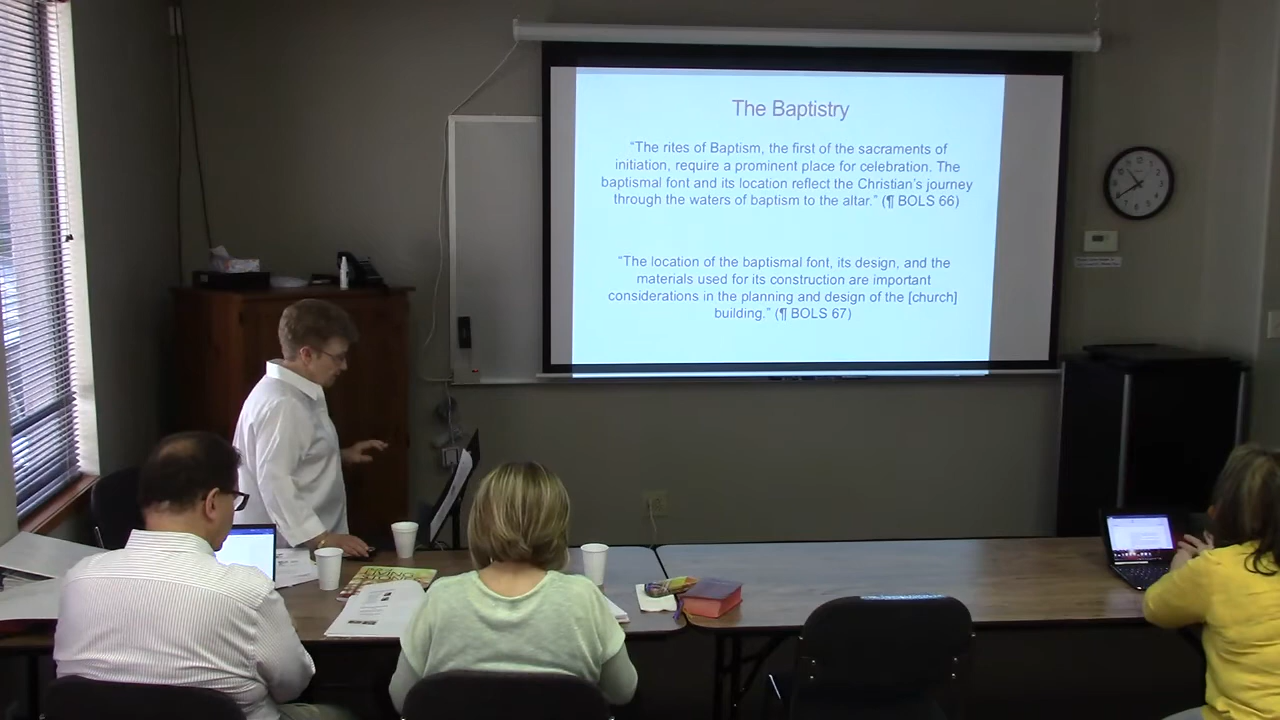 The Baptistry
“The rites of Baptism, the first of the sacraments of
initiation, require a prominent place for celebration. The
baptismal font and its location reflect the Christian’s journey
through the waters of baptism to the altar.” (¶ BOLS 66)
“The location of the baptismal font, its design, and the
materials used for its construction are important
considerations in the planning and design of the [church]
building.” (¶ BOLS 67)